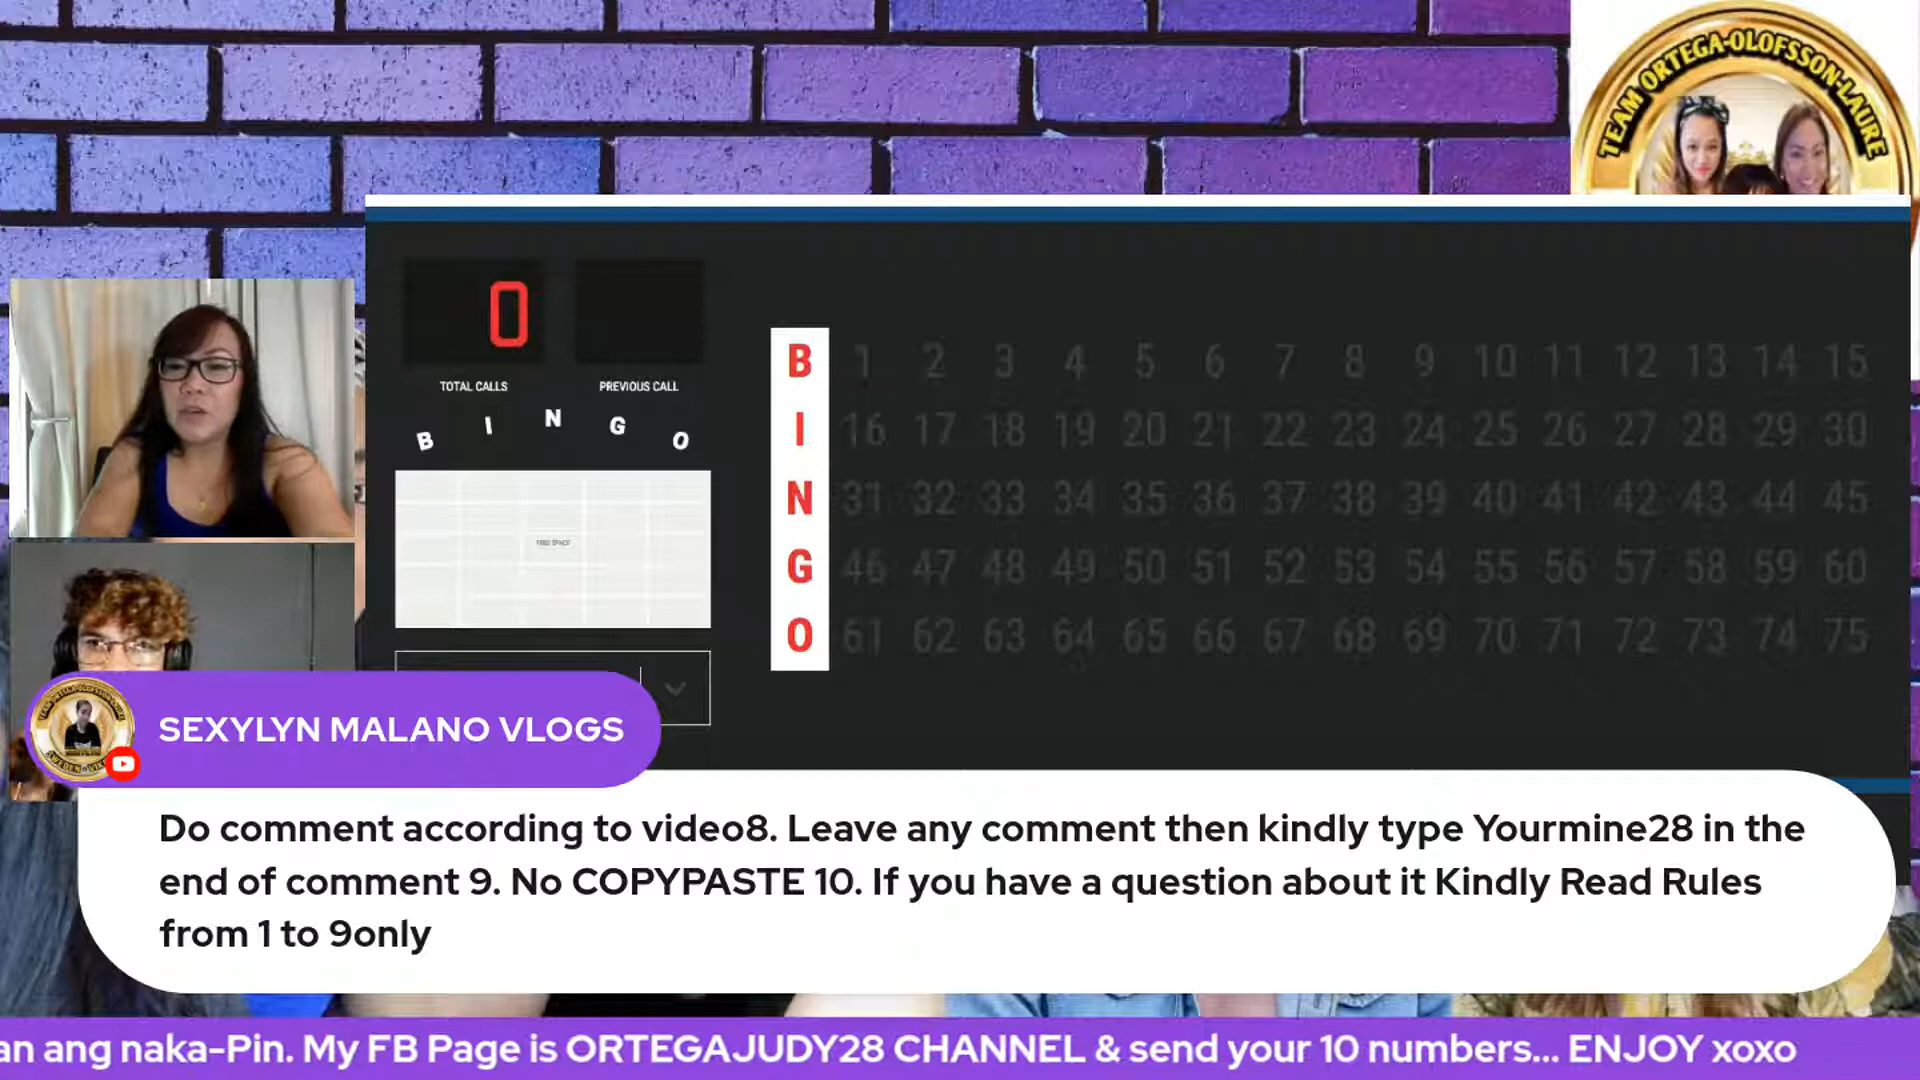 TEAM ORTEGA-OLOFSSON-LAURE
0
TOTAL CALLS
PREVIOUS CALL
B I N G O
FREE SPACE
B 1 2 3 4 5 6 7 8 9 10 11 12 13 14 15
I 16 17 18 19 20 21 22 23 24 25 26 27 28 29 30
N 31 32 33 34 35 36 37 38 39 40 41 42 43 44 45
G 46 47 48 49 50 51 52 53 54 55 56 57 58 59 60
O 61 62 63 64 65 66 67 68 69 70 71 72 73 74 75
SEXYLYN MALANO VLOGS
Do comment according to video8. Leave any comment then kindly type Yourmine28 in the
end of comment 9. No COPYPASTE 10. If you have a question about it Kindly Read Rules
from 1 to 9only
an ang naka-Pin. My FB Page is ORTEGAJUDY28 CHANNEL & send your 10 numbers... ENJOY xoxo